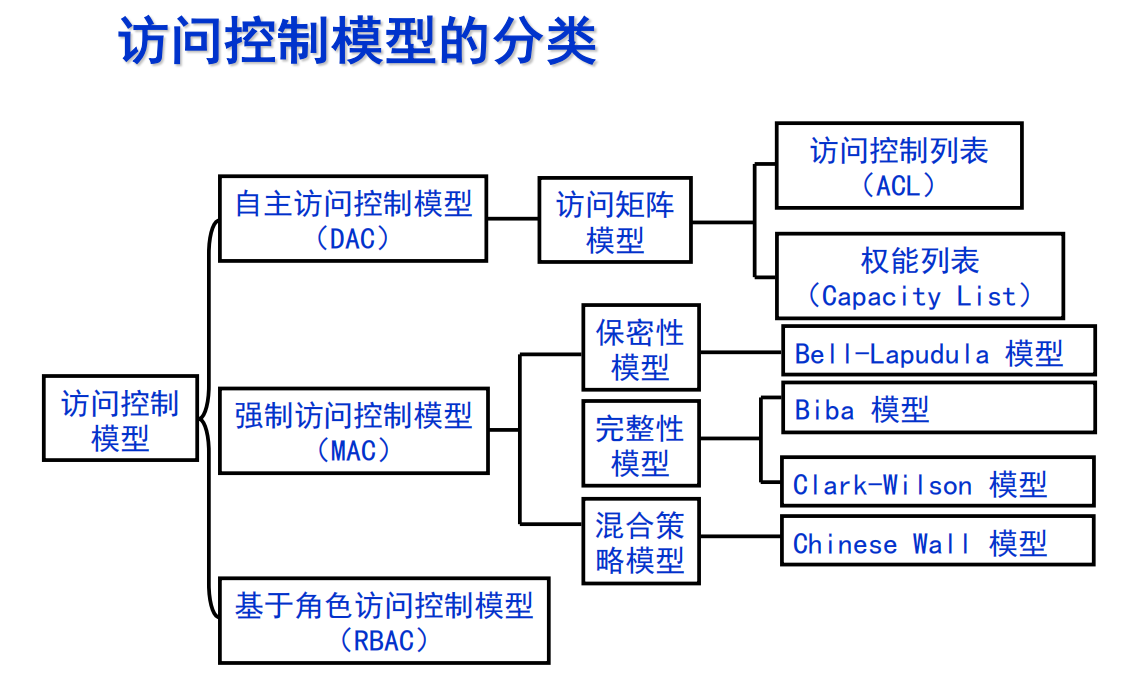 访问控制模型的分类
访问控制列表
（ACL）
自主访问控制模型
（DAC）
访问矩阵
模型
权能列表
（Capacity List）
保密性
模型
Bell-Lapudula 模型
访问控制
模型
强制访问控制模型
（MAC）
完整性
模型
Biba 模型
Clark-Wilson 模型
混合策
略模型
Chinese Wall 模型
基于角色访问控制模型
（RBAC）